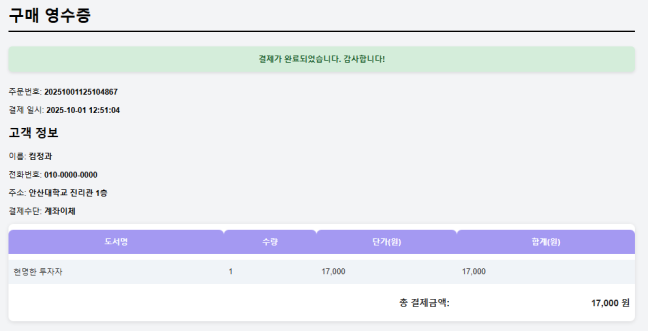 구매 영수증
결제가 완료되었습니다. 감사합니다!
주문번호: 20251001125104867
결제 일시: 2025-10-01 12:51:04
고객 정보
이름: 컴정과
전화번호: 010-0000-0000
주소: 안산대학교 진리관 1층
결제수단: 계좌이체
도서명 수량 단가(원) 합계(원)
현명한 투자자 1 17,000 17,000
총 결제금액: 17,000 원